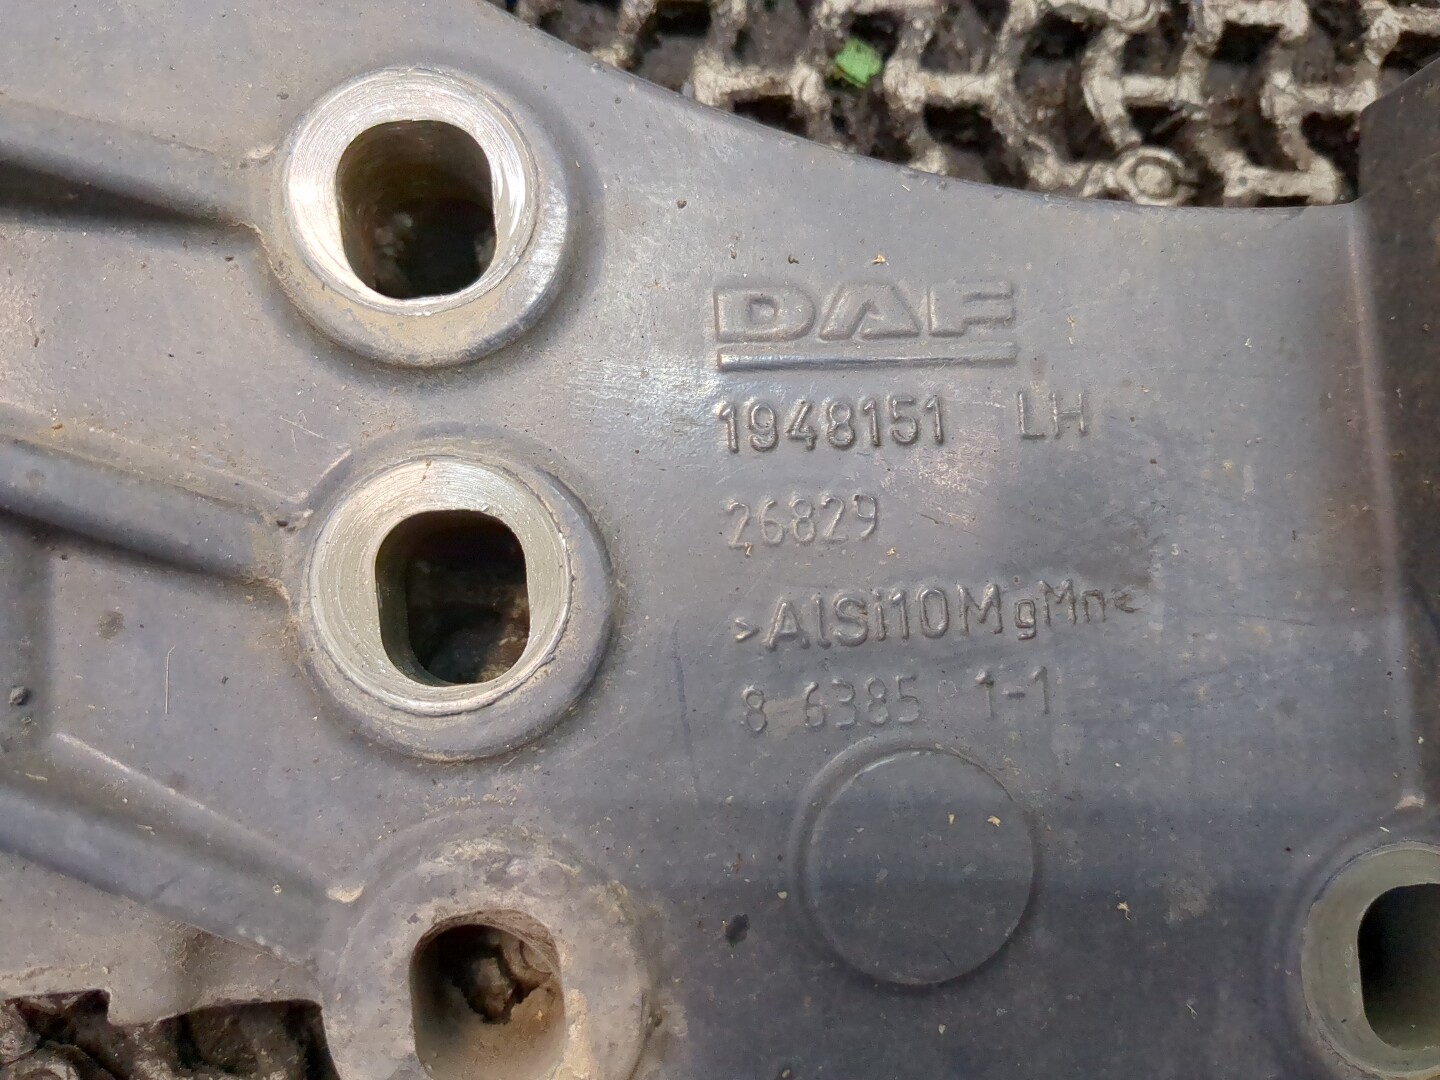 DAF
1948151 LH
26829
>AlSi10MgMn<
8-6385 1-1